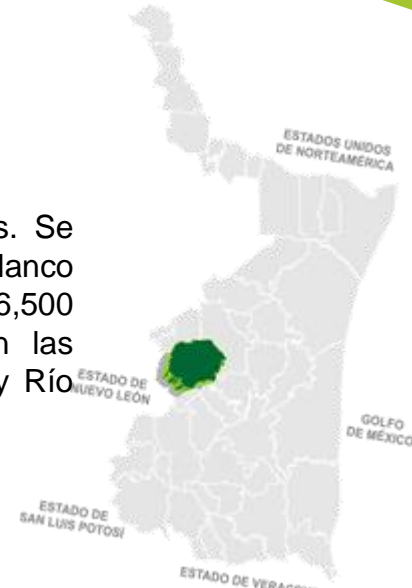 ESTADOS UNIDOS
DE NORTEAMÉRICA
s. Se
lanco
6,500
n las
y Río
ESTADO DE
NUEVO LEÓN
GOLFO
DE MÉXICO
ESTADO DE
SAN LUIS POTOSÍ
ESTADO DE VERACRU